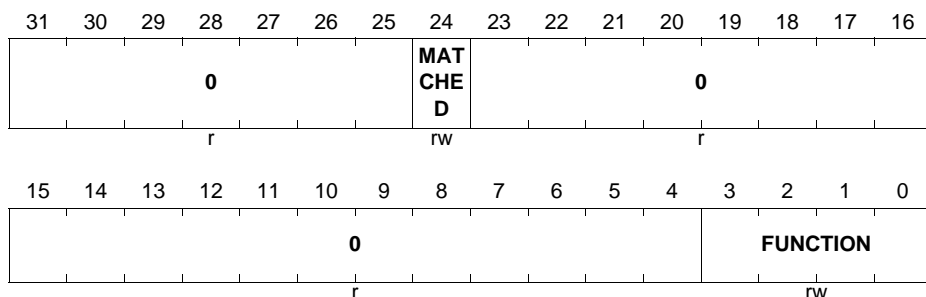 31 30 29 28 27 26 25 24 23 22 21 20 19 18 17 16
0 MAT CHE D 0
r rw r
15 14 13 12 11 10 9 8 7 6 5 4 3 2 1 0
0 FUNCTION
r rw